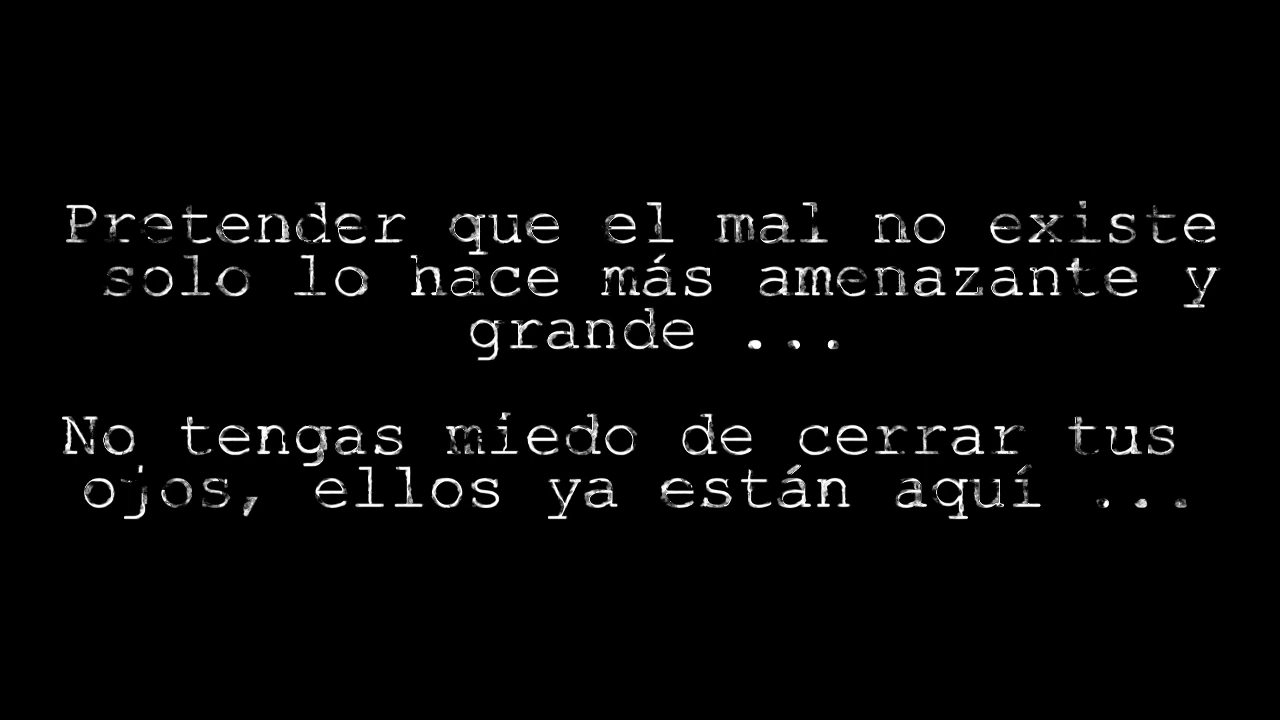 Pretender que el mal no existe
solo lo hace más amenazante y
grande ...
No tengas miedo de cerrar tus
ojos, ellos ya están aquí ...